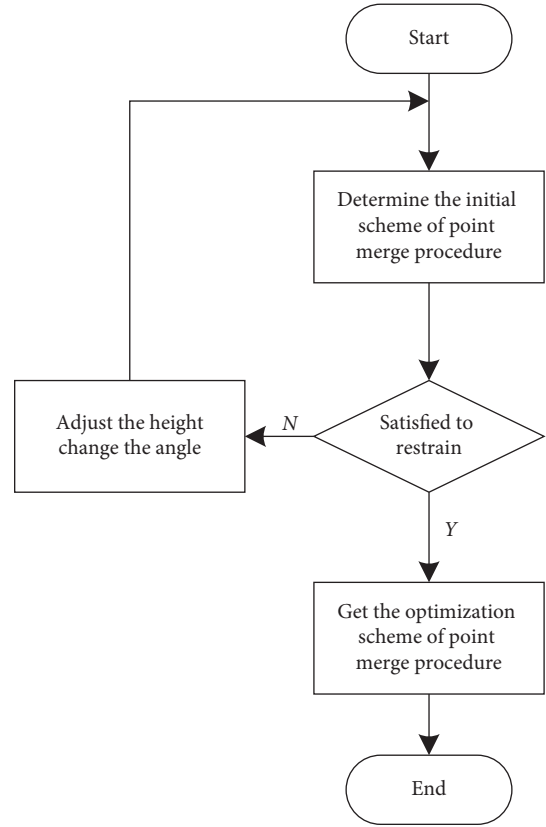 Start
Determine the initial
scheme of point
merge procedure
Satisfied to
restrain
N
Adjust the height
change the angle
Y
Get the optimization
scheme of point
merge procedure
End